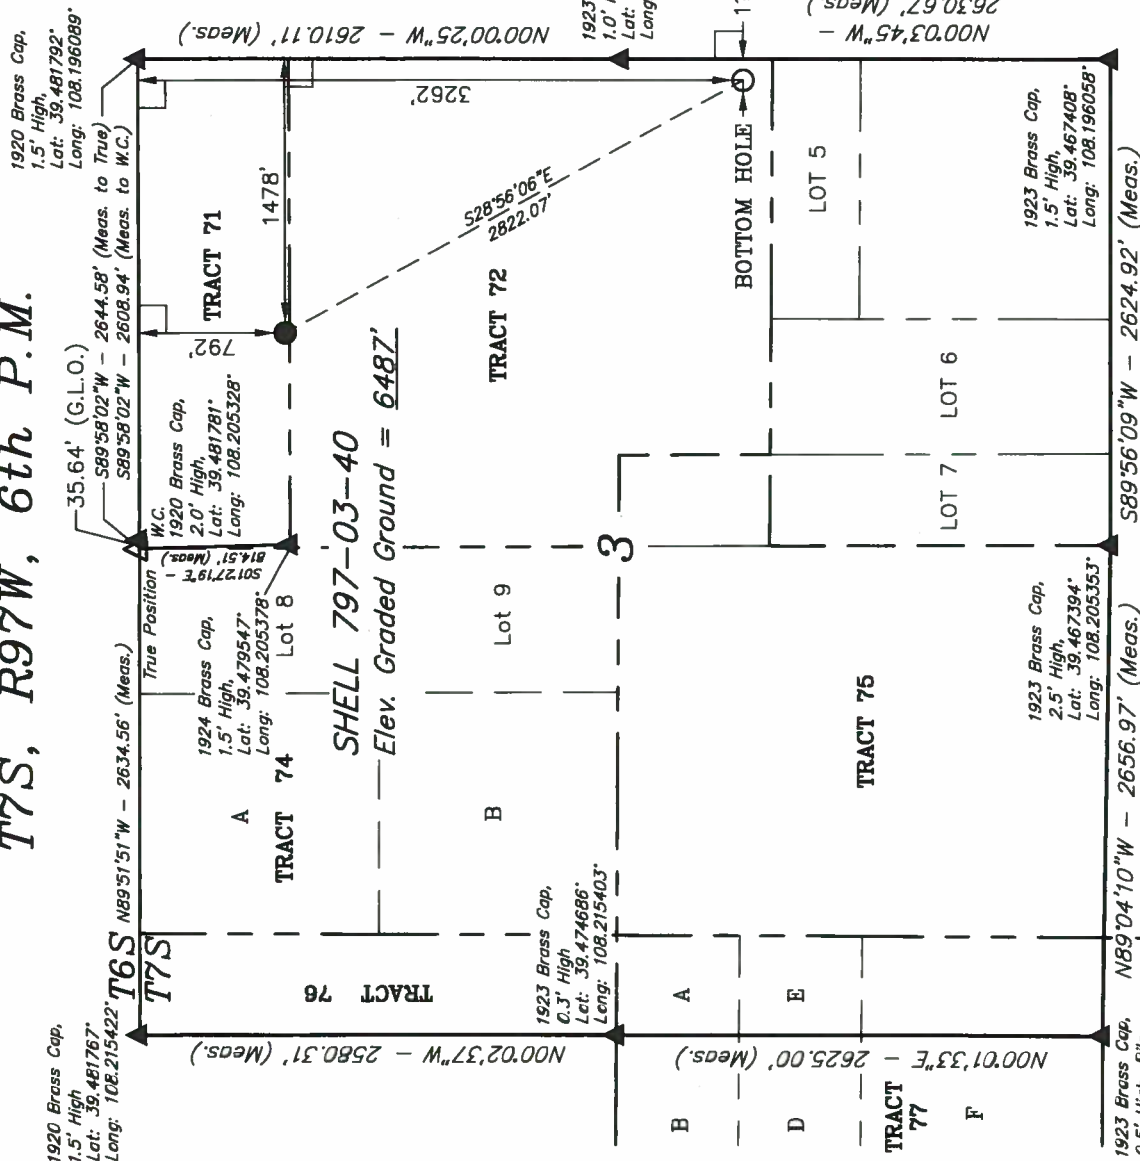 T7S, R97W, 6th P.M.
1920 Brass Cap,
1.5' High,
Lat: 39.481792°
Long: 108.196089°
35.64' (G.L.O.)
S89°58'02"W - 2644.58' (Meas. to True)
S89°58'02"W - 2608.94' (Meas. to W.C.)
N89°51'51"W - 2634.56' (Meas.)
True Position
W.C.
1920 Brass Cap,
2.0' High,
Lat: 39.481781°
Long: 108.205328°
1920 Brass Cap,
1.5' High
Lat: 39.481767°
Long: 108.215422°
T6S
T7S
S01°27'19"E -
814.51' (Meas.)
1924 Brass Cap,
1.5' High,
Lat: 39.479547°
Long: 108.205378°
792'
TRACT 71
1478'
3262'
N00°00'25"W - 2610.11' (Meas.)
A
TRACT 74
Lot 8
SHELL 797-03-40
Elev. Graded Ground = 6487'
S28°56'06"E
2822.07'
TRACT 76
B
Lot 9
TRACT 72
N00°02'37"W - 2580.31' (Meas.)
1923 Brass Cap,
0.3' High
Lat: 39.474686°
Long: 108.215403°
3
1923
1.0'
Lat:
Long
BOTTOM HOLE
N00°03'45"W -
2630.67' (Meas.)
B
A
D
E
TRACT
77
F
TRACT 75
LOT 5
LOT 6
LOT 7
N00°01'33"E - 2625.00' (Meas.)
1923 Brass Cap,
2.5' High,
Lat: 39.467394°
Long: 108.205353°
1923 Brass Cap,
1.5' High,
Lat: 39.467408°
Long: 108.196058°
1923 Brass Cap,
N89°04'10"W - 2656.97' (Meas.)
S89°56'09"W - 2624.92' (Meas.)